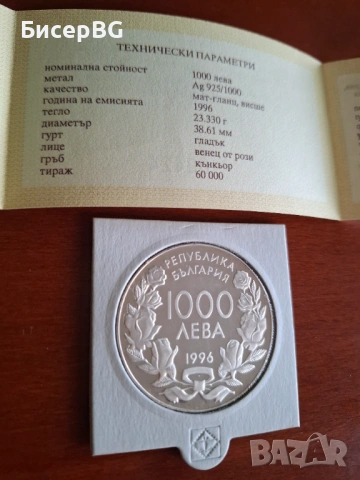 БисерBG
ТЕХНИЧЕСКИ ПАРАМЕТРИ
номинална стойност 1000 лева
метал Ag 925/1000
качество мат-гланц, висше
година на емисията 1996
тегло 23.330 г
диаметър 38.61 мм
гурт гладък
лице венец от рози
гръб кънкьор
тираж 60 000
РЕПУБЛИКА
БЪЛГАРИЯ
1000
ЛЕВА
1996
BAZAR